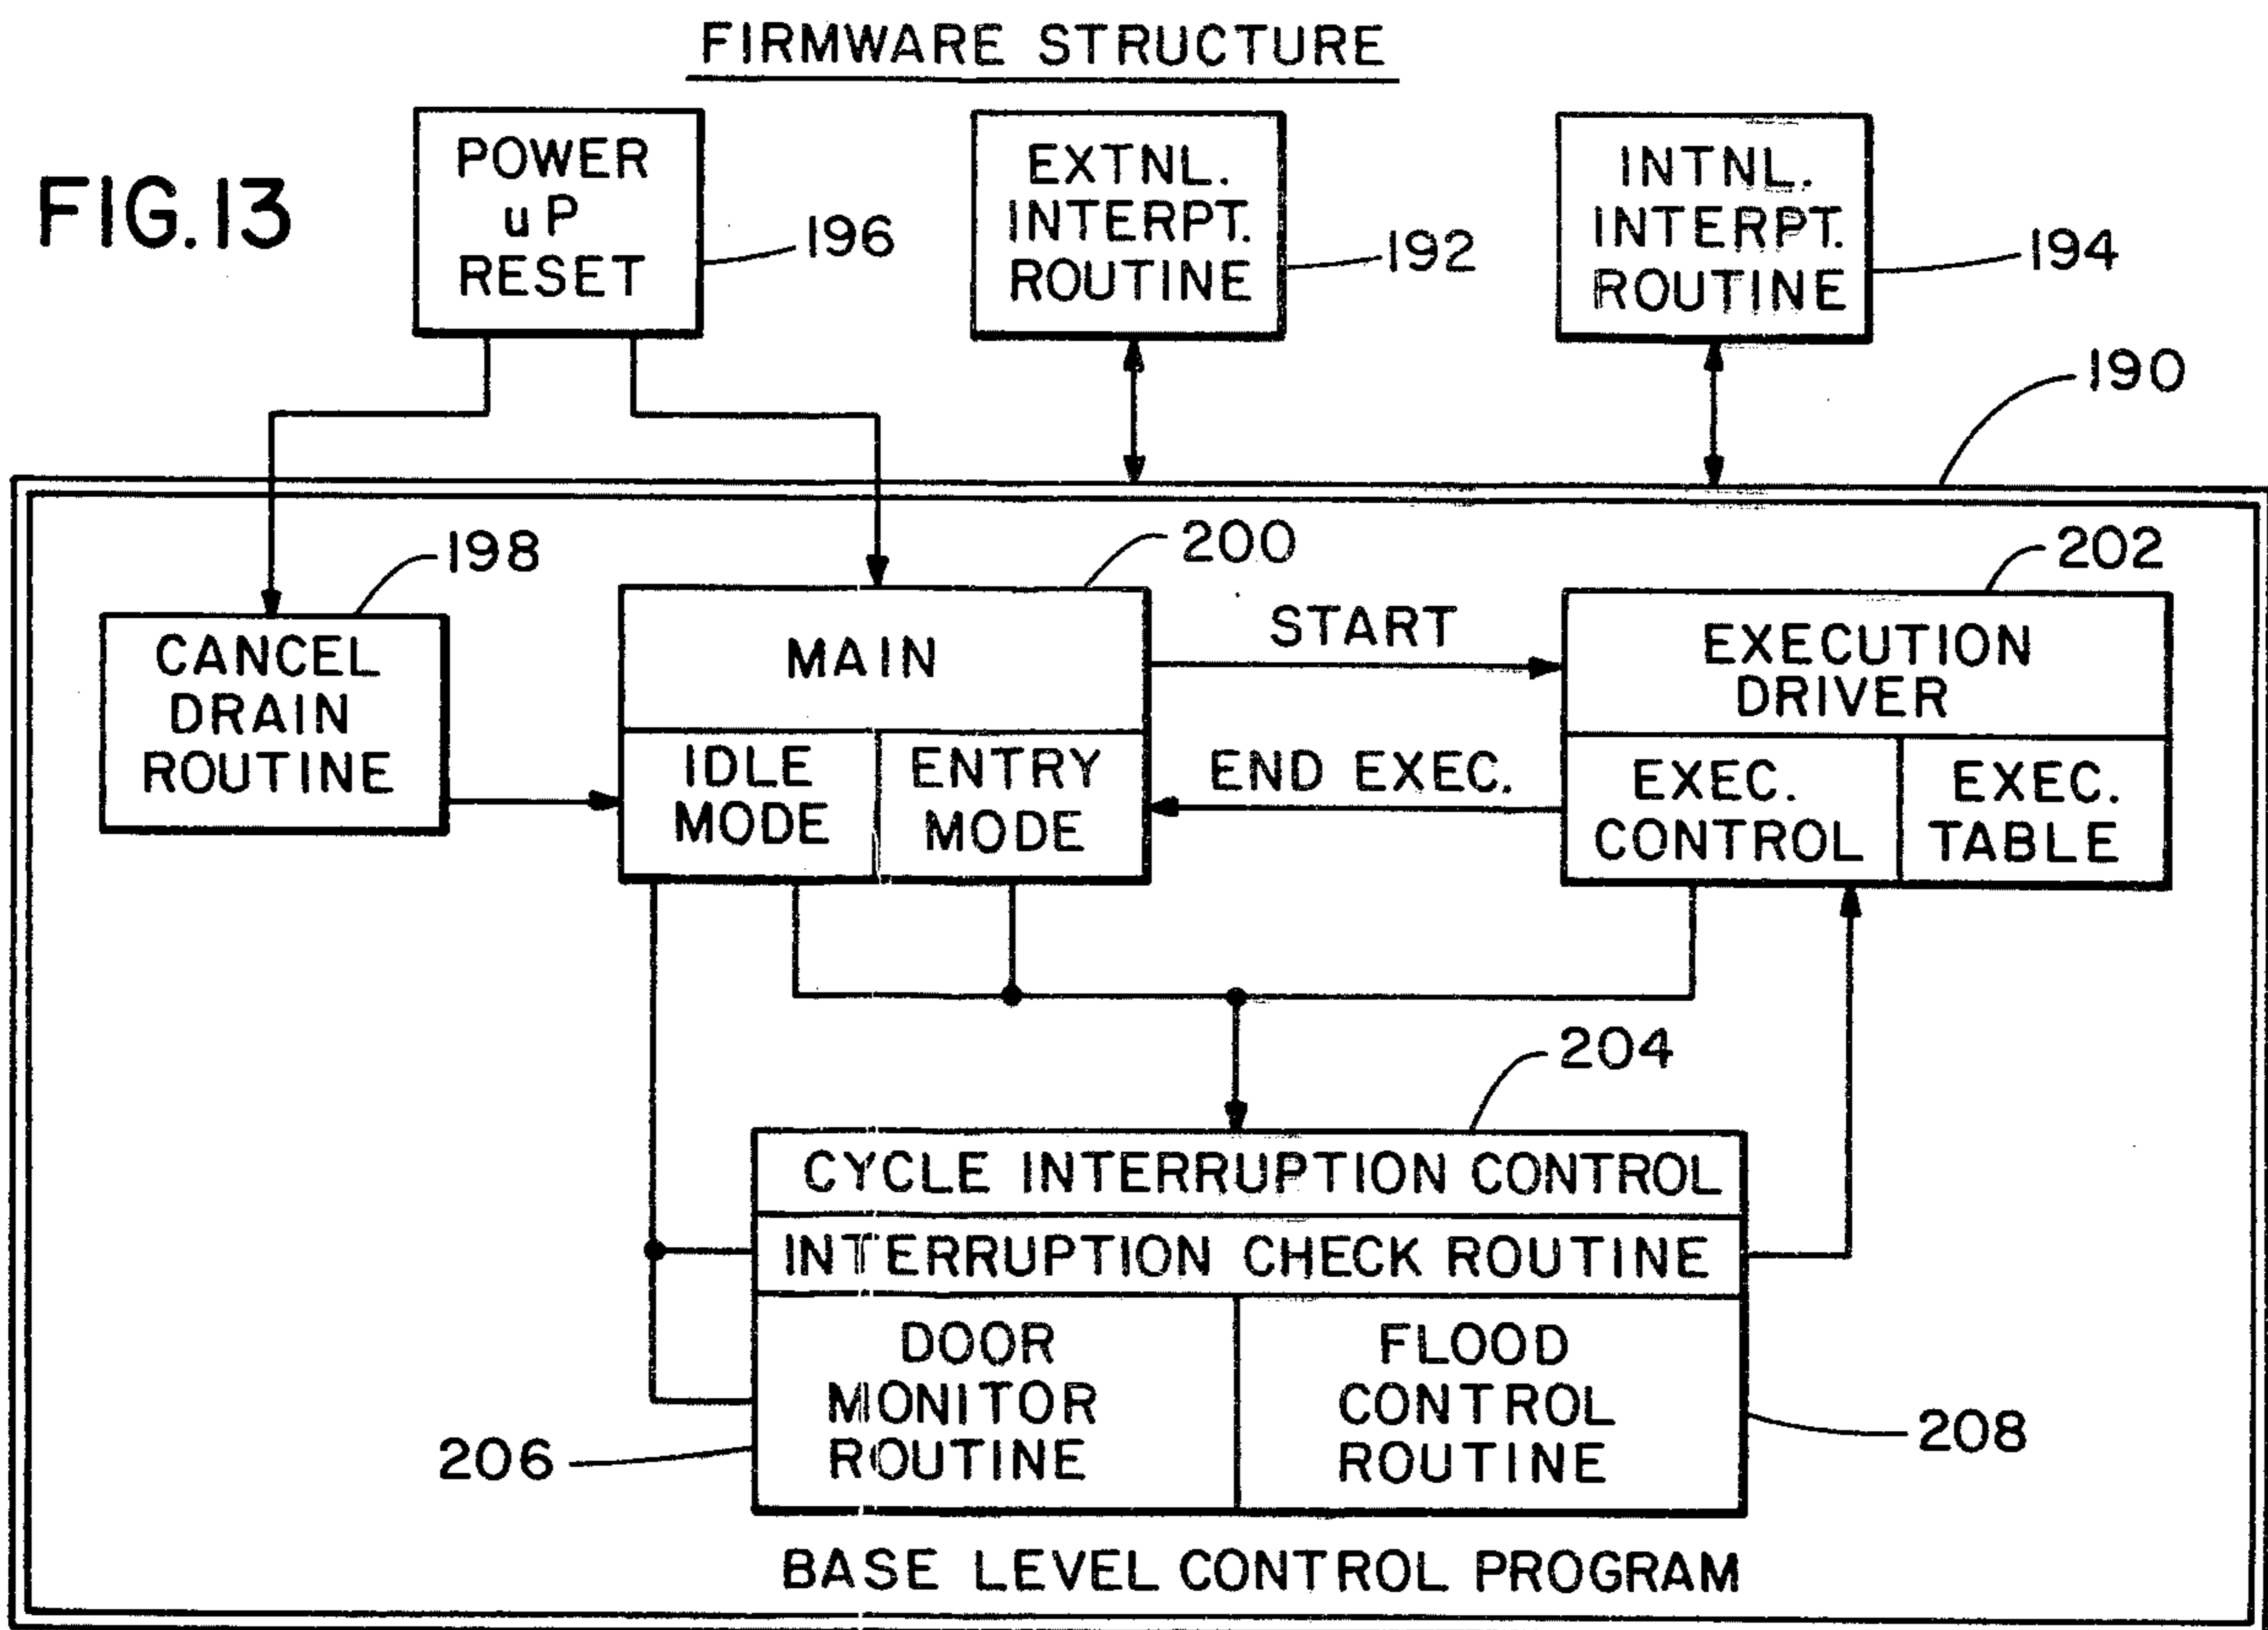 FIRMWARE STRUCTURE
FIG.13
POWER
uP
RESET
196
EXTNL.
INTERPT.
ROUTINE
192
INTNL.
INTERPT.
ROUTINE
194
190
CANCEL
DRAIN
ROUTINE
198
MAIN
200
IDLE
MODE
ENTRY
MODE
START
END EXEC.
EXECUTION
DRIVER
202
EXEC.
CONTROL
EXEC.
TABLE
204
CYCLE INTERRUPTION CONTROL
INTERRUPTION CHECK ROUTINE
DOOR
MONITOR
ROUTINE
206
FLOOD
CONTROL
ROUTINE
208
BASE LEVEL CONTROL PROGRAM